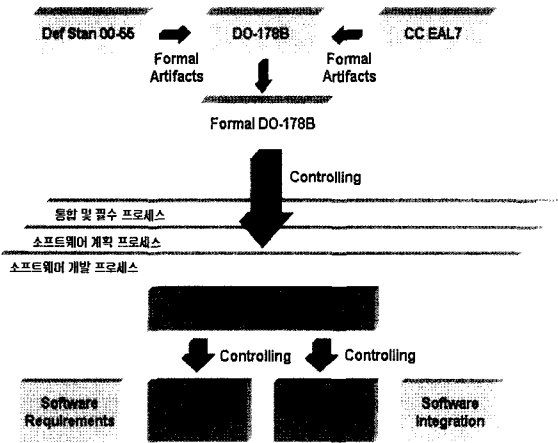 Def Stan 00-55
DO-178B
CC EAL7
Formal
Artifacts
Formal
Artifacts
Formal DO-178B
Controlling
통합 및 필수 프로세스
소프트웨어 계획 프로세스
소프트웨어 개발 프로세스
Controlling
Controlling
Software
Requirements
Software
Integration